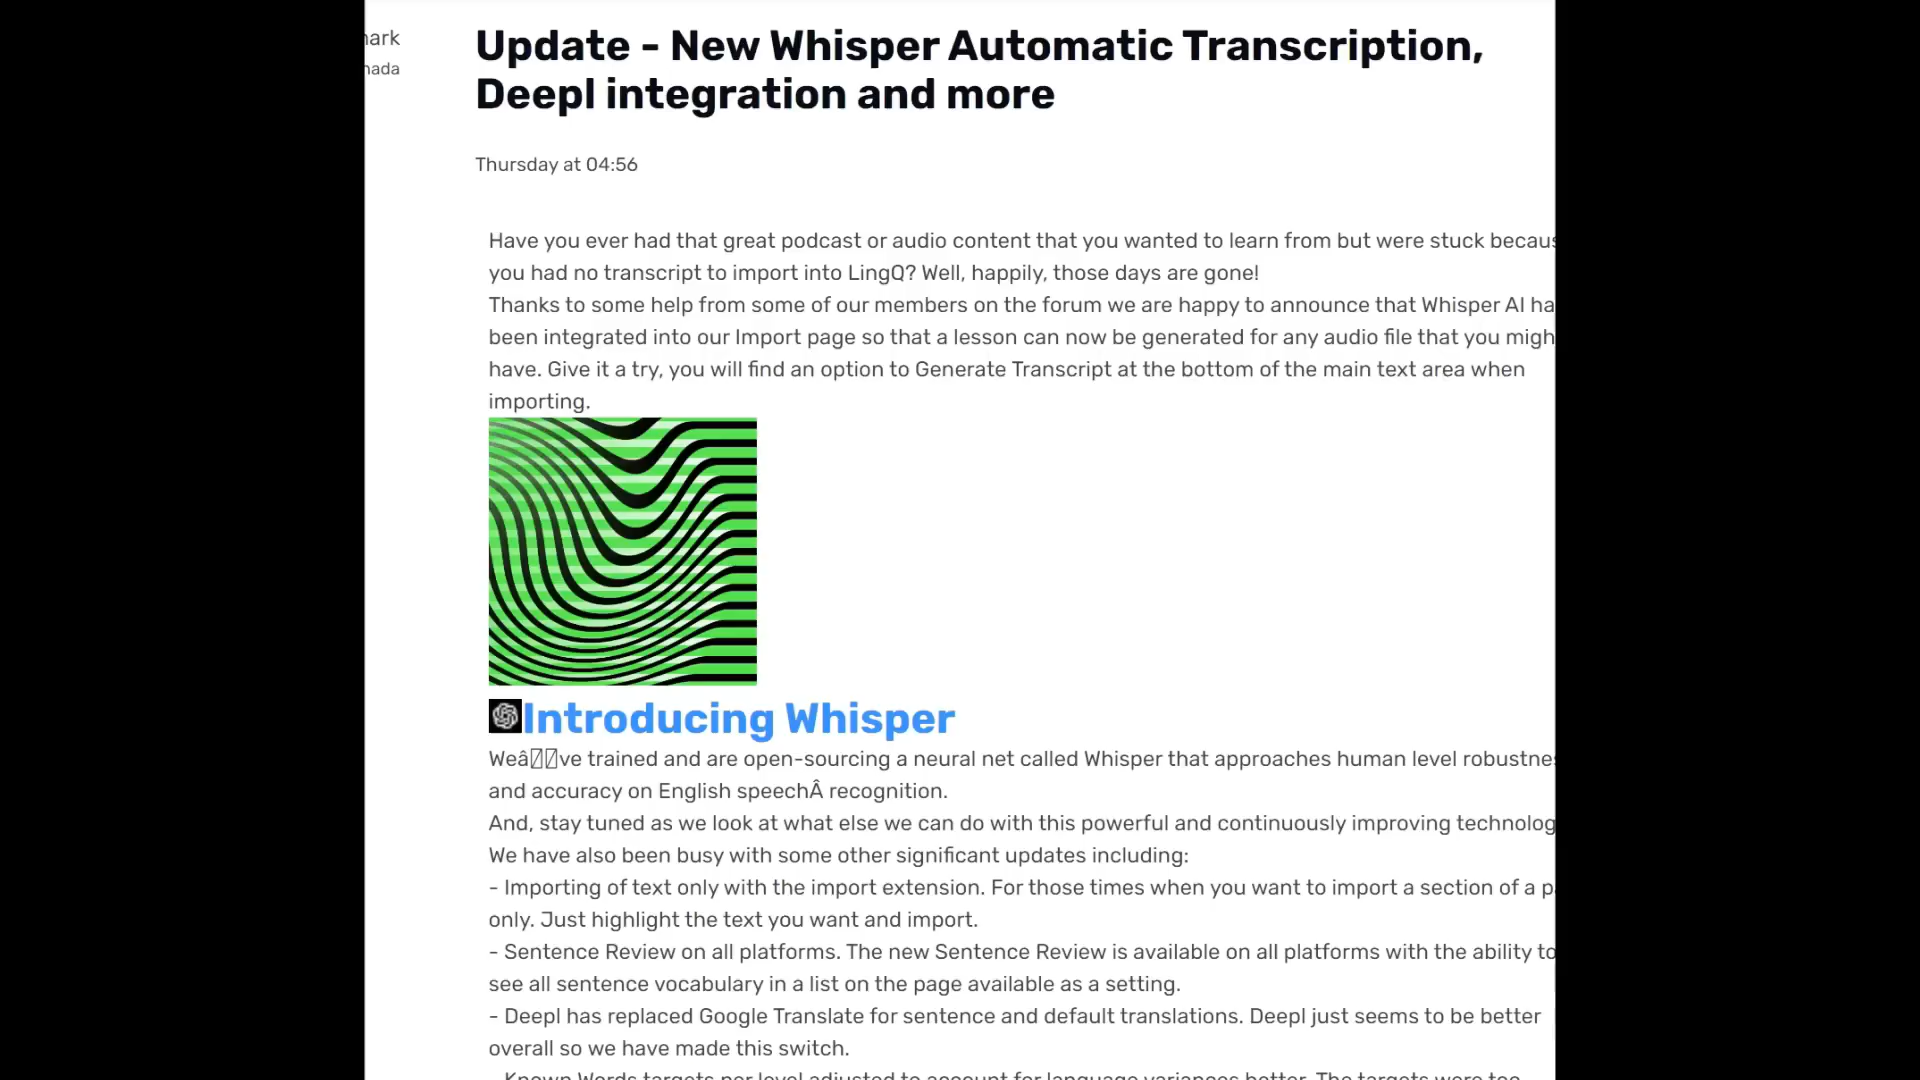 Update - New Whisper Automatic Transcription,
Deepl integration and more
Thursday at 04:56
Have you ever had that great podcast or audio content that you wanted to learn from but were stuck
you had no transcript to import into LingQ? Well, happily, those days are gone!
Thanks to some help from some of our members on the forum we are happy to announce that Whisper AI
been integrated into our Import page so that a lesson can now be generated for any audio file that you
have. Give it a try, you will find an option to Generate Transcript at the bottom of the main text area when
importing.
Introducing Whisper
and are open-sourcing a neural net called Whisper that approaches human level
and accuracy on English speechÂ recognition.
And, stay tuned as we look at what else we can do with this powerful and continuously improving
We have also been busy with some other significant updates including:
- Importing of text only with the import extension. For those times when you want to import a section of a
only. Just highlight the text you want and import.
- Sentence Review on all platforms. The new Sentence Review is available on all platforms with the ability to
see all sentence vocabulary in a list on the page available as a setting.
- Deepl has replaced Google Translate for sentence and default translations. Deepl just seems to be better
overall so we have made this switch.